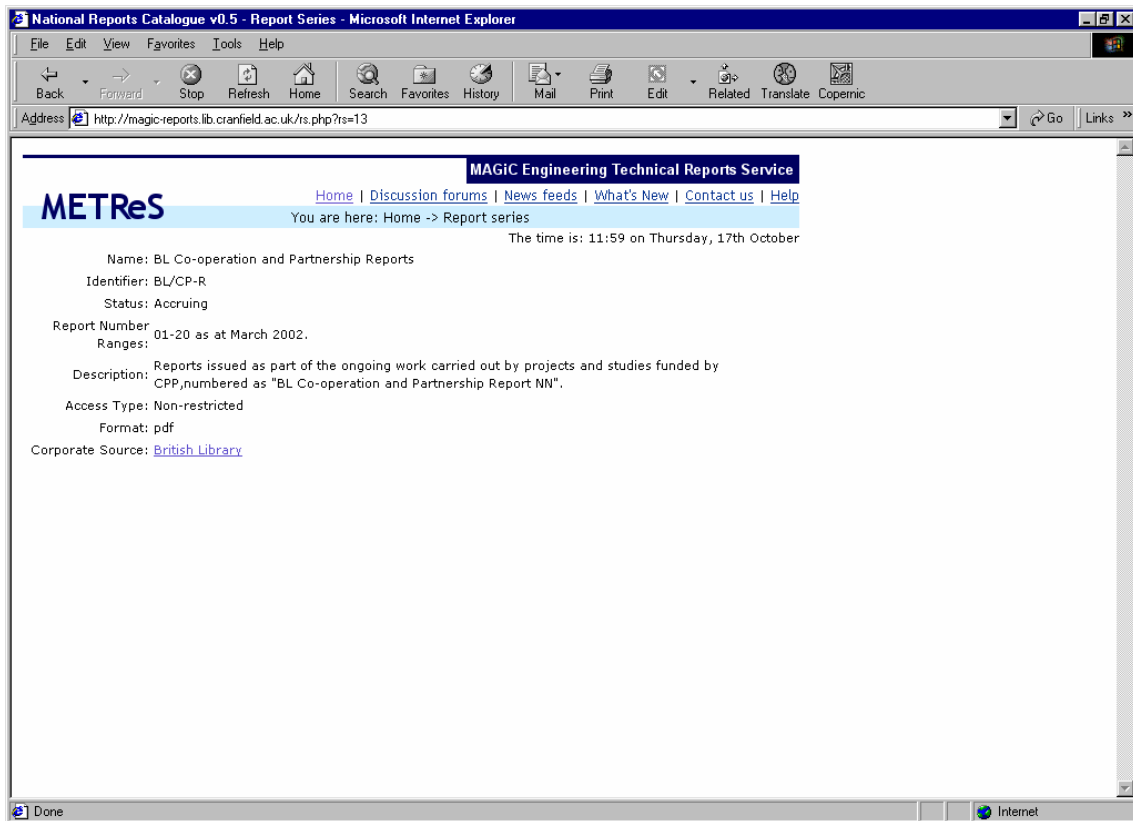 National Reports Catalogue v0.5 - Report Series - Microsoft Internet Explorer
File Edit View Favorites Tools Help
Back Forward Stop Refresh Home Search Favorites History Mail Print Edit Related Translate Copernic
Address http://magic-reports.lib.cranfield.ac.uk/rs.php?rs=13 Go Links »
MAGiC Engineering Technical Reports Service
METReS
Home | Discussion forums | News feeds | What's New | Contact us | Help
You are here: Home -> Report series
The time is: 11:59 on Thursday, 17th October
Name: BL Co-operation and Partnership Reports
Identifier: BL/CP-R
Status: Accruing
Report Number Ranges: 01-20 as at March 2002.
Description: Reports issued as part of the ongoing work carried out by projects and studies funded by
CPP,numbered as "BL Co-operation and Partnership Report NN".
Access Type: Non-restricted
Format: pdf
Corporate Source: British Library
Done Internet